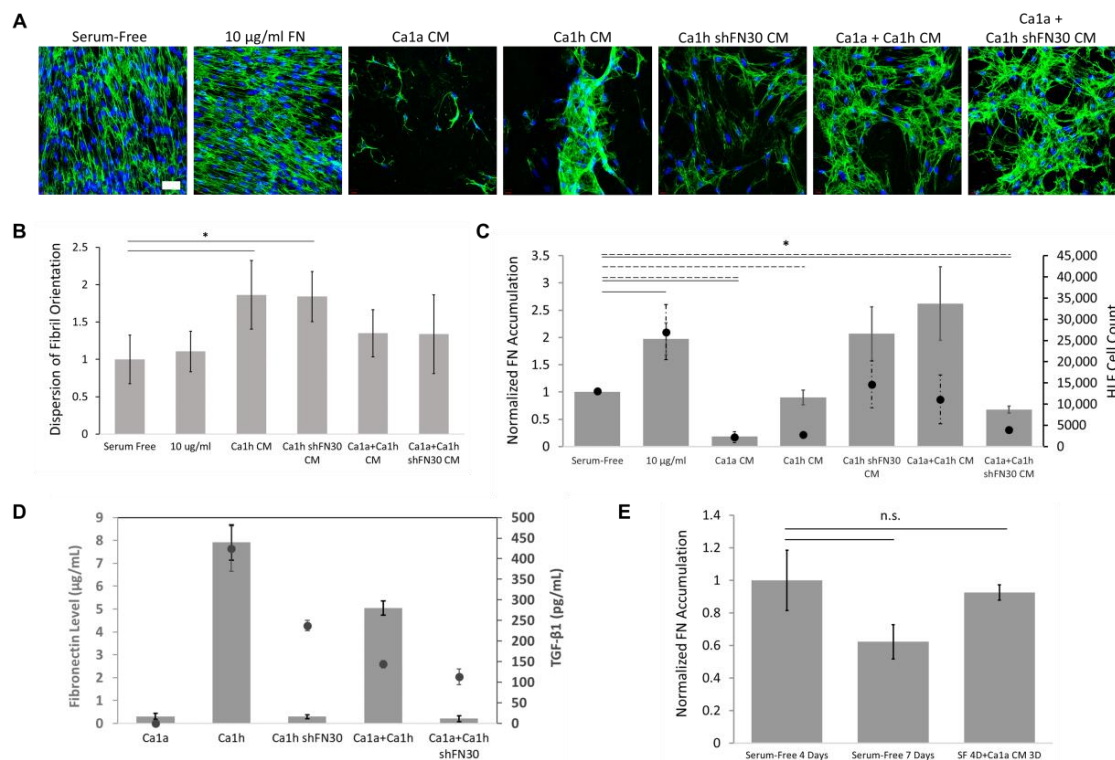 A
Serum-Free
10 µg/ml FN
Ca1a CM
Ca1h CM
Ca1h shFN30 CM
Ca1a + Ca1h CM
Ca1a +
Ca1h shFN30 CM
B
Dispersion of Fibril Orientation
2.5
2
1.5
1
0.5
0
*
Serum Free
10 ug/ml
Ca1h CM
Ca1h shFN30
CM
Ca1a+Ca1h
CM
Ca1a+Ca1h
shFN30 CM
C
Normalized FN Accumulation
3.5
3
2.5
2
1.5
1
0.5
0
*
45,000
40,000
35,000
30,000
25,000
20,000
15,000
10,000
5000
0
HLF Cell Count
Serum-Free
10 µg/ml
Ca1a CM
Ca1h CM
Ca1h shFN30
CM
Ca1a+Ca1h CM
Ca1a+Ca1h
shFN30 CM
D
Fibronectin Level (µg/mL)
9
8
7
6
5
4
3
2
1
0
500
450
400
350
300
250
200
150
100
50
0
TGF-β1 (pg/mL)
Ca1a
Ca1h
Ca1h shFN30
Ca1a+Ca1h
Ca1a+Ca1h
shFN30
E
Normalized FN Accumulation
1.4
1.2
1
0.8
0.6
0.4
0.2
0
n.s.
Serum-Free 4 Days
Serum-Free 7 Days
SF 4D+Ca1a CM 3D